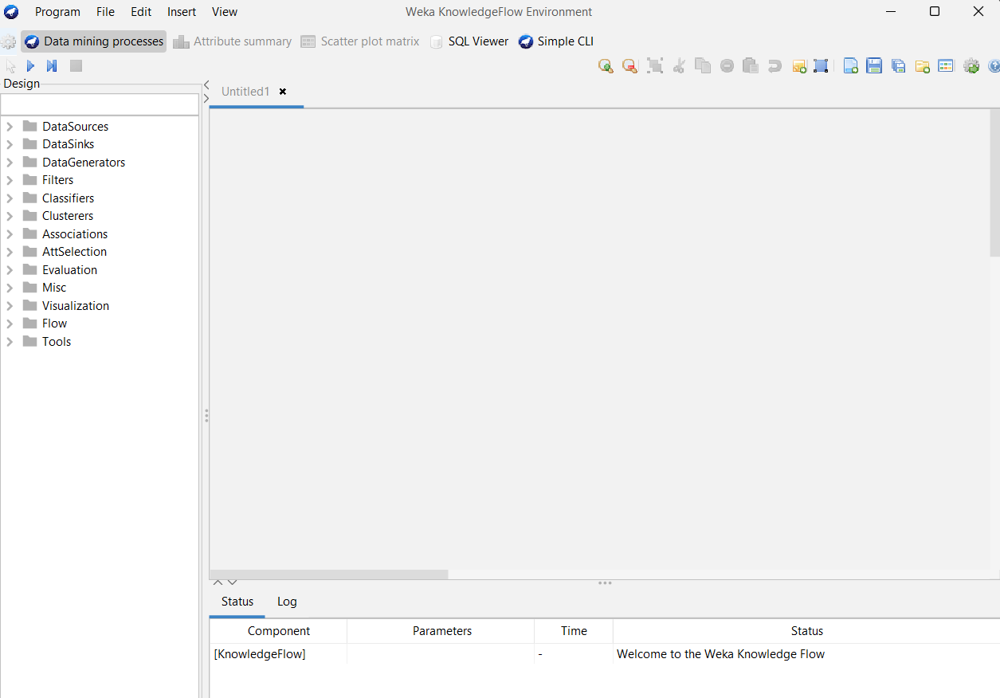 Program File Edit Insert View Weka KnowledgeFlow Environment
Data mining processes Attribute summary Scatter plot matrix SQL Viewer Simple CLI
Design
Untitled1
DataSources
DataSinks
DataGenerators
Filters
Classifiers
Clusterers
Associations
AttSelection
Evaluation
Misc
Visualization
Flow
Tools
Status Log
Component Parameters Time Status
[KnowledgeFlow] - Welcome to the Weka Knowledge Flow